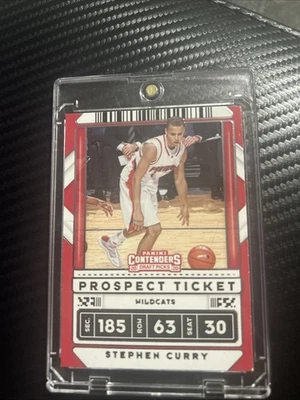 PANINI
CONTENDERS
DRAFT PICKS
PROSPECT TICKET
WILDCATS
SEC. 185 ROW 63 SEAT 30
STEPHEN CURRY